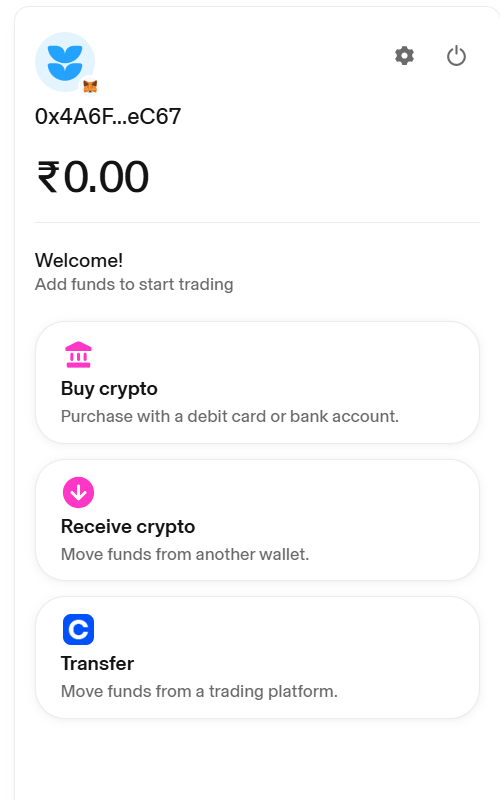 0x4A6F...eC67
₹0.00
Welcome!
Add funds to start trading
Buy crypto
Purchase with a debit card or bank account.
Receive crypto
Move funds from another wallet.
Transfer
Move funds from a trading platform.